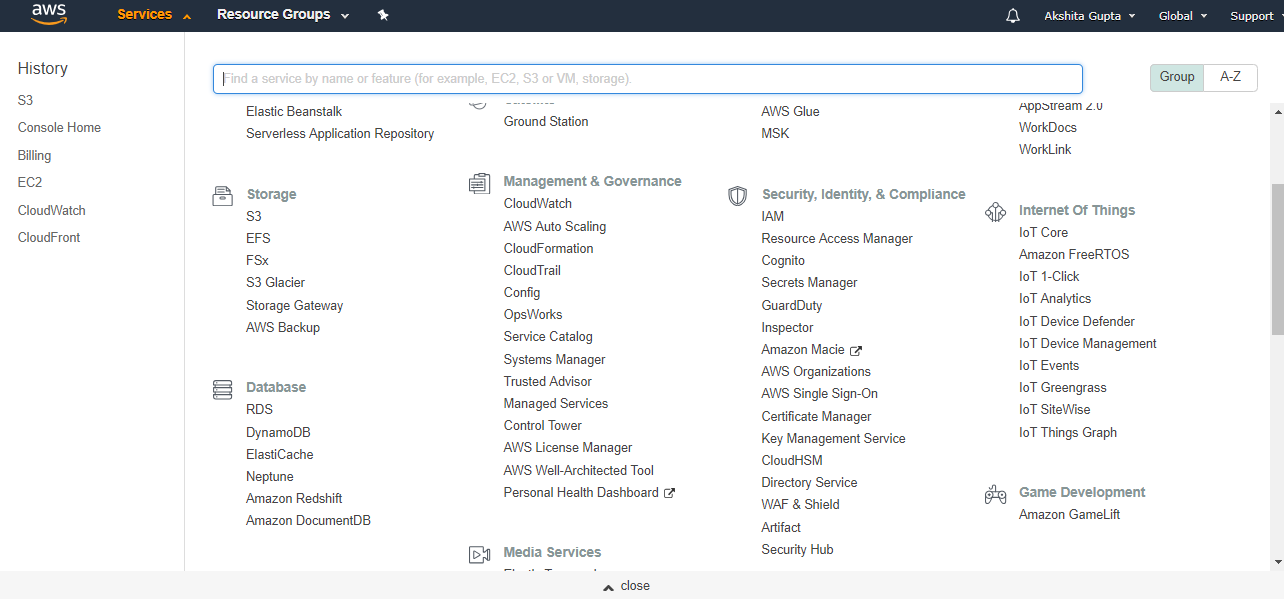 aws
Services
Resource Groups
Akshita Gupta
Global
Support
History
S3
Console Home
Billing
EC2
CloudWatch
CloudFront
Find a service by name or feature (for example, EC2, S3 or VM, storage).
Group
A-Z
Elastic Beanstalk
Serverless Application Repository
Storage
S3
EFS
FSx
S3 Glacier
Storage Gateway
AWS Backup
Database
RDS
DynamoDB
ElastiCache
Neptune
Amazon Redshift
Amazon DocumentDB
Ground Station
Management & Governance
CloudWatch
AWS Auto Scaling
CloudFormation
CloudTrail
Config
OpsWorks
Service Catalog
Systems Manager
Trusted Advisor
Managed Services
Control Tower
AWS License Manager
AWS Well-Architected Tool
Personal Health Dashboard
Media Services
AWS Glue
MSK
Security, Identity, & Compliance
IAM
Resource Access Manager
Cognito
Secrets Manager
GuardDuty
Inspector
Amazon Macie
AWS Organizations
AWS Single Sign-On
Certificate Manager
Key Management Service
CloudHSM
Directory Service
WAF & Shield
Artifact
Security Hub
AppStream 2.0
WorkDocs
WorkLink
Internet Of Things
IoT Core
Amazon FreeRTOS
IoT 1-Click
IoT Analytics
IoT Device Defender
IoT Device Management
IoT Events
IoT Greengrass
IoT SiteWise
IoT Things Graph
Game Development
Amazon GameLift
close